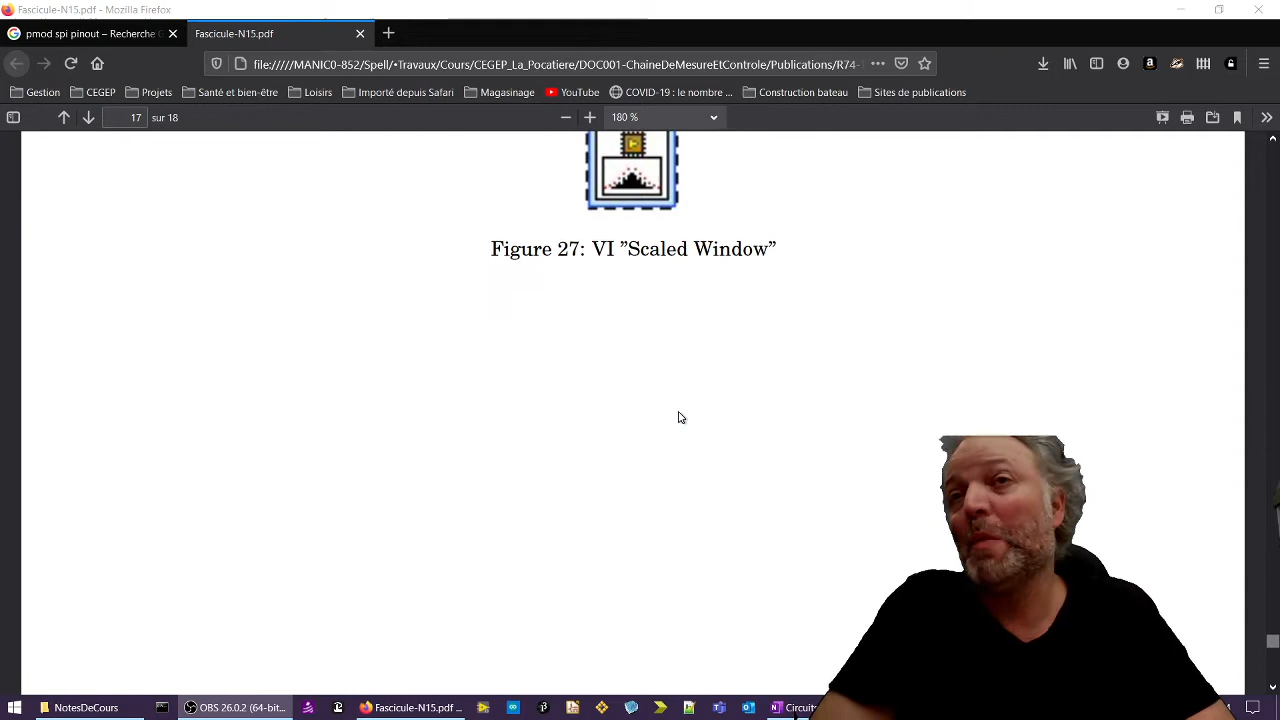 Fascicule-N15.pdf - Mozilla Firefox
pmod spi pinout – Recherche G
Fascicule-N15.pdf
file://///MANIC0-852/Spell/•Travaux/Cours/CEGEP_La_Pocatiere/DOC001-ChaineDeMesureEtControle/Publications/R74-
Gestion
CEGEP
Projets
Santé et bien-être
Loisirs
Importé depuis Safari
Magasinage
YouTube
COVID-19 : le nombre ...
Construction bateau
Sites de publications
17 sur 18
180 %
Figure 27: VI ”Scaled Window”
NotesDeCours
OBS 26.0.2 (64-bit...
Fascicule-N15.pdf ...
Circuits